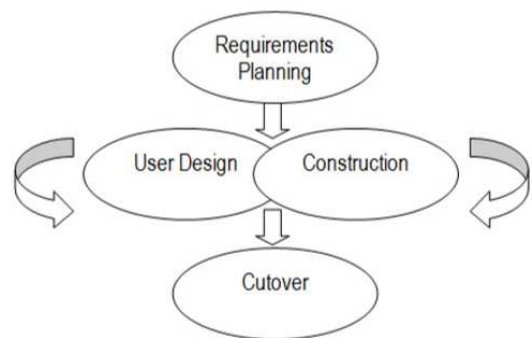 Requirements
Planning
User Design
Construction
Cutover